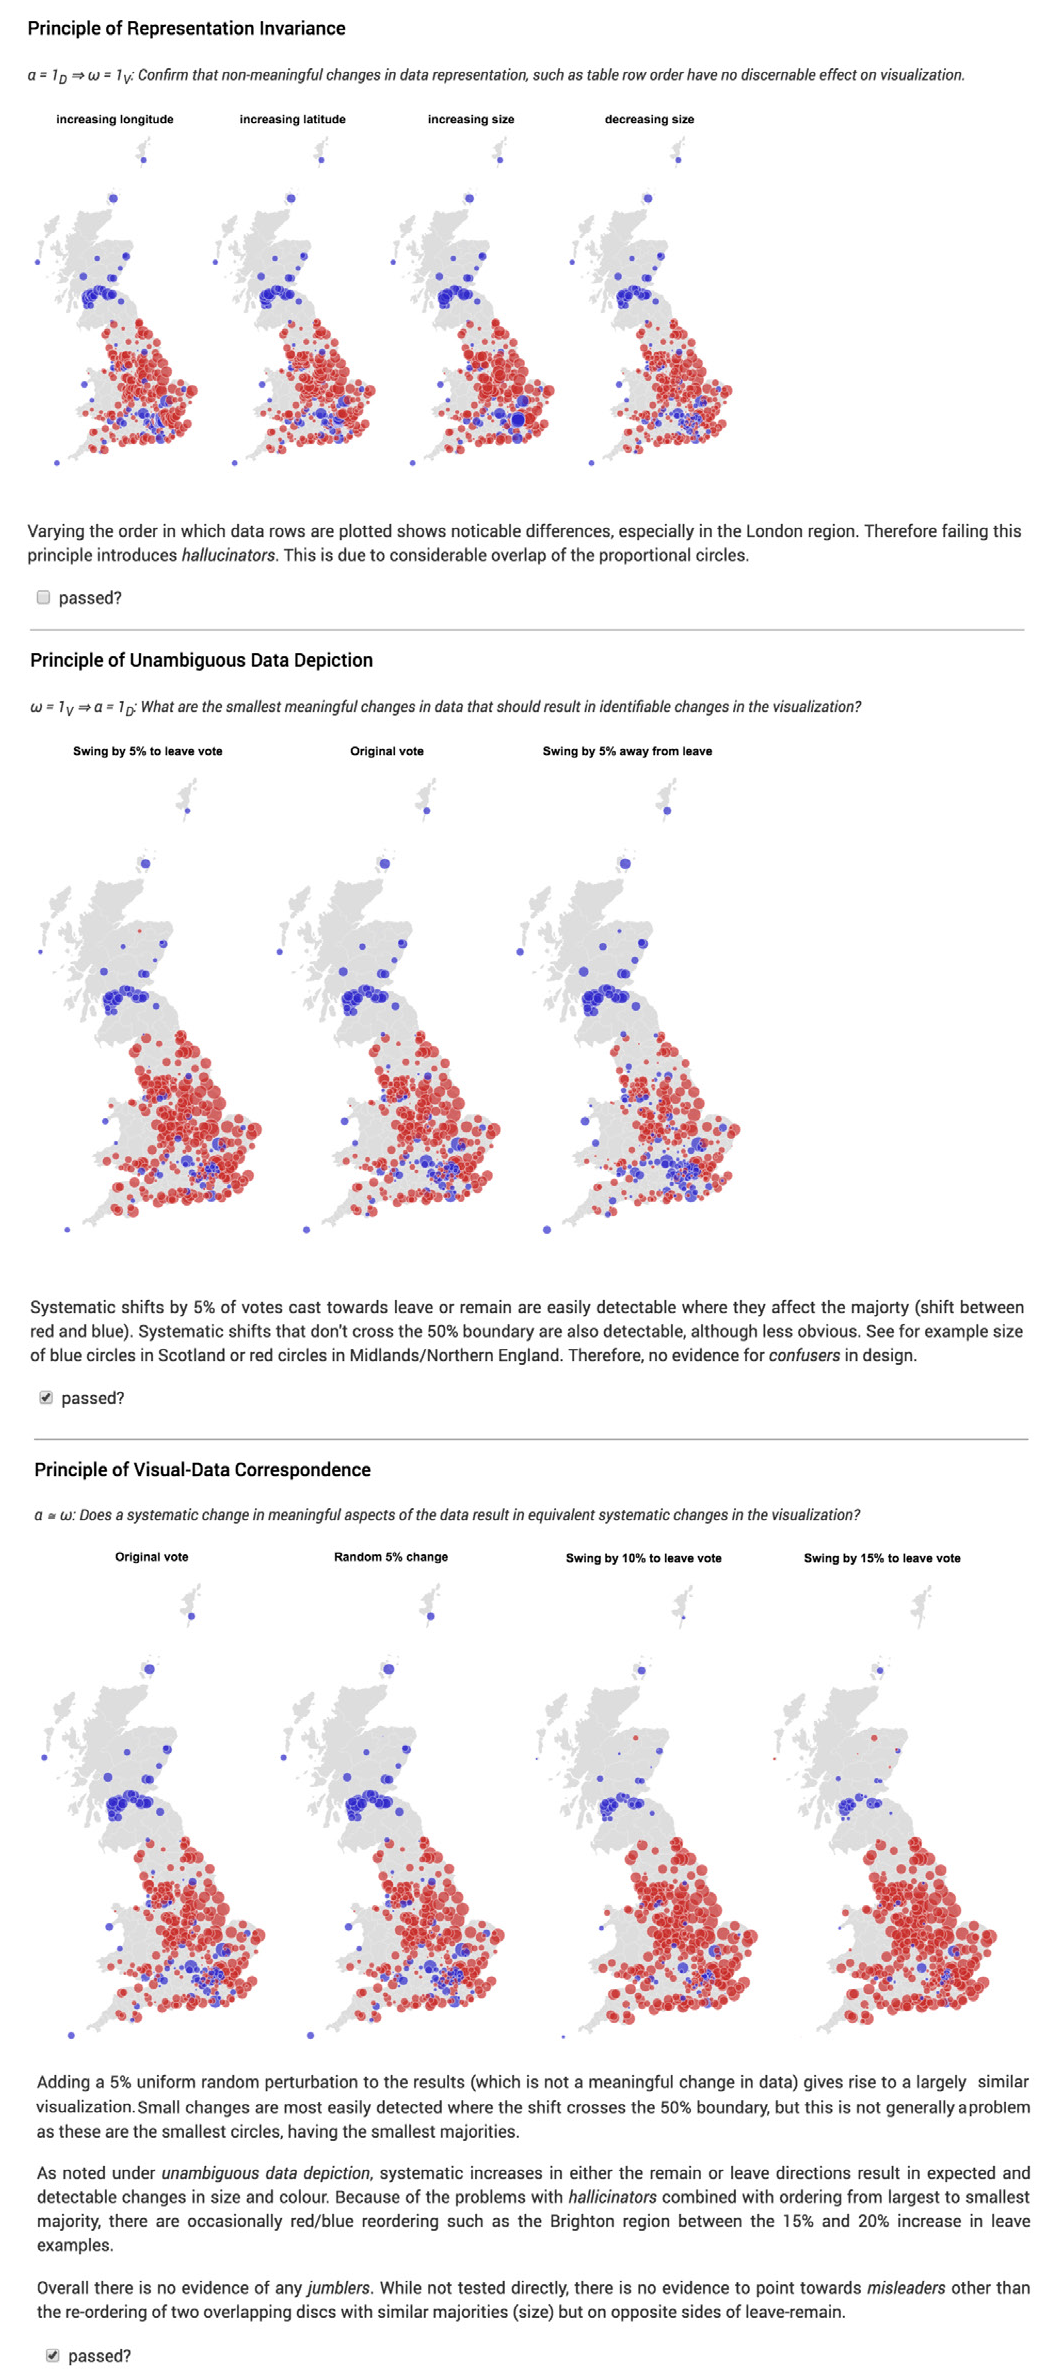 Principle of Representation Invariance
α = 1D ⇒ ω = 1V: Confirm that non-meaningful changes in data representation, such as table row order have no discernable effect on visualization.
increasing longitude increasing latitude increasing size decreasing size
Varying the order in which data rows are plotted shows noticable differences, especially in the London region. Therefore failing this
principle introduces hallucinators. This is due to considerable overlap of the proportional circles.
passed?
Principle of Unambiguous Data Depiction
ω = 1V ⇒ α = 1D: What are the smallest meaningful changes in data that should result in identifiable changes in the visualization?
Swing by 5% to leave vote Original vote Swing by 5% away from leave
Systematic shifts by 5% of votes cast towards leave or remain are easily detectable where they affect the majorty (shift between
red and blue). Systematic shifts that don't cross the 50% boundary are also detectable, although less obvious. See for example size
of blue circles in Scotland or red circles in Midlands/Northern England. Therefore, no evidence for confusers in design.
passed?
Principle of Visual-Data Correspondence
α ≅ ω: Does a systematic change in meaningful aspects of the data result in equivalent systematic changes in the visualization?
Original vote Random 5% change Swing by 10% to leave vote Swing by 15% to leave vote
Adding a 5% uniform random perturbation to the results (which is not a meaningful change in data) gives rise to a largely similar
visualization. Small changes are most easily detected where the shift crosses the 50% boundary, but this is not generally a problem
as these are the smallest circles, having the smallest majorities.
As noted under unambiguous data depiction, systematic increases in either the remain or leave directions result in expected and
detectable changes in size and colour. Because of the problems with hallicinators combined with ordering from largest to smallest
majority, there are occasionally red/blue reordering such as the Brighton region between the 15% and 20% increase in leave
examples.
Overall there is no evidence of any jumblers. While not tested directly, there is no evidence to point towards misleaders other than
the re-ordering of two overlapping discs with similar majorities (size) but on opposite sides of leave-remain.
passed?